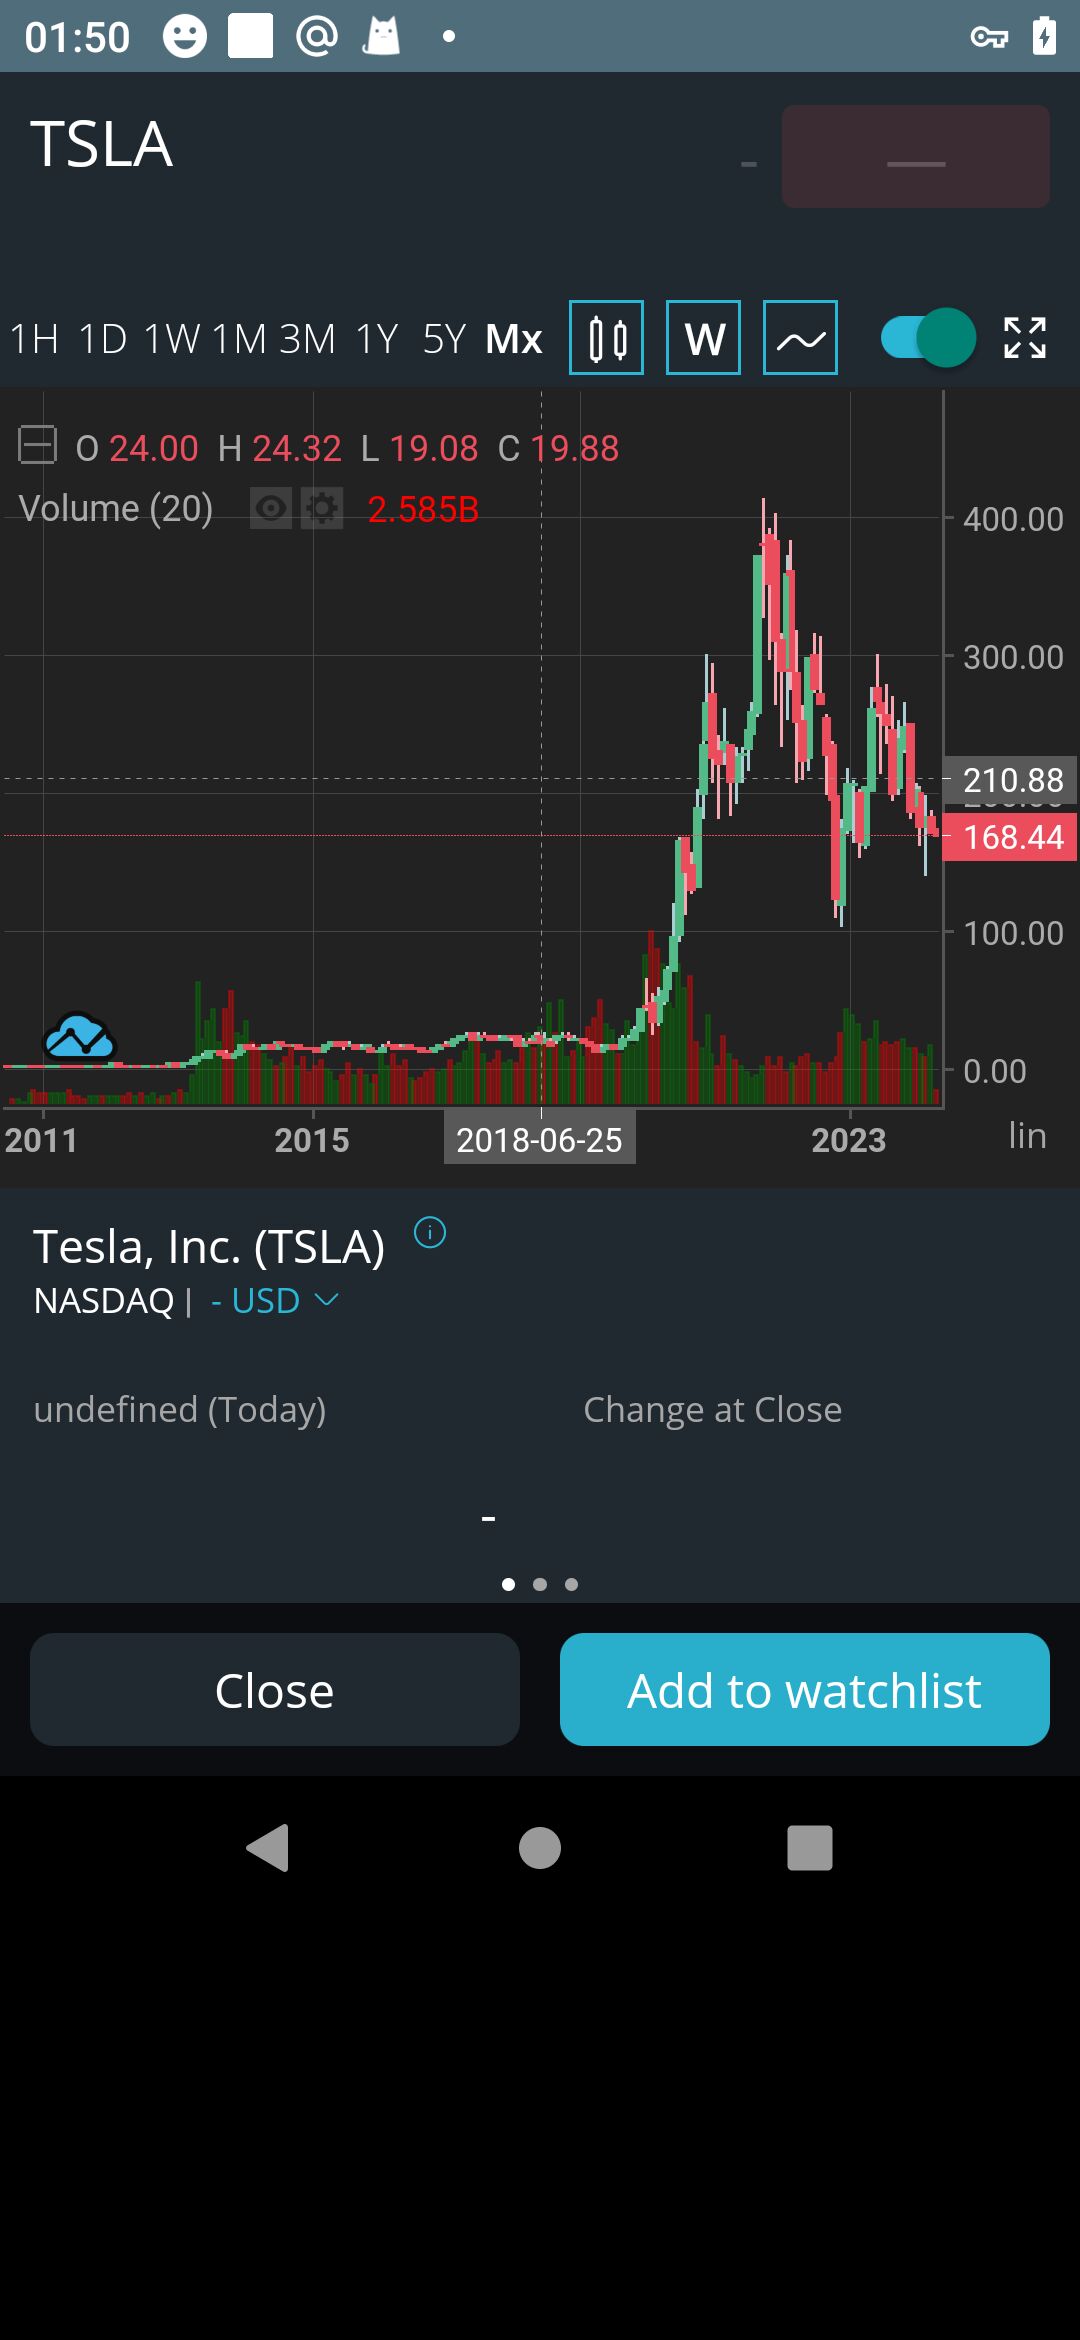 01:50
TSLA
-
—
1H 1D 1W 1M 3M 1Y 5Y Mx W
O 24.00 H 24.32 L 19.08 C 19.88
Volume (20) 2.585B
400.00
300.00
210.88
168.44
100.00
0.00
2011 2015 2018-06-25 2023 lin
Tesla, Inc. (TSLA)
NASDAQ | - USD
undefined (Today) Change at Close
-
Close Add to watchlist